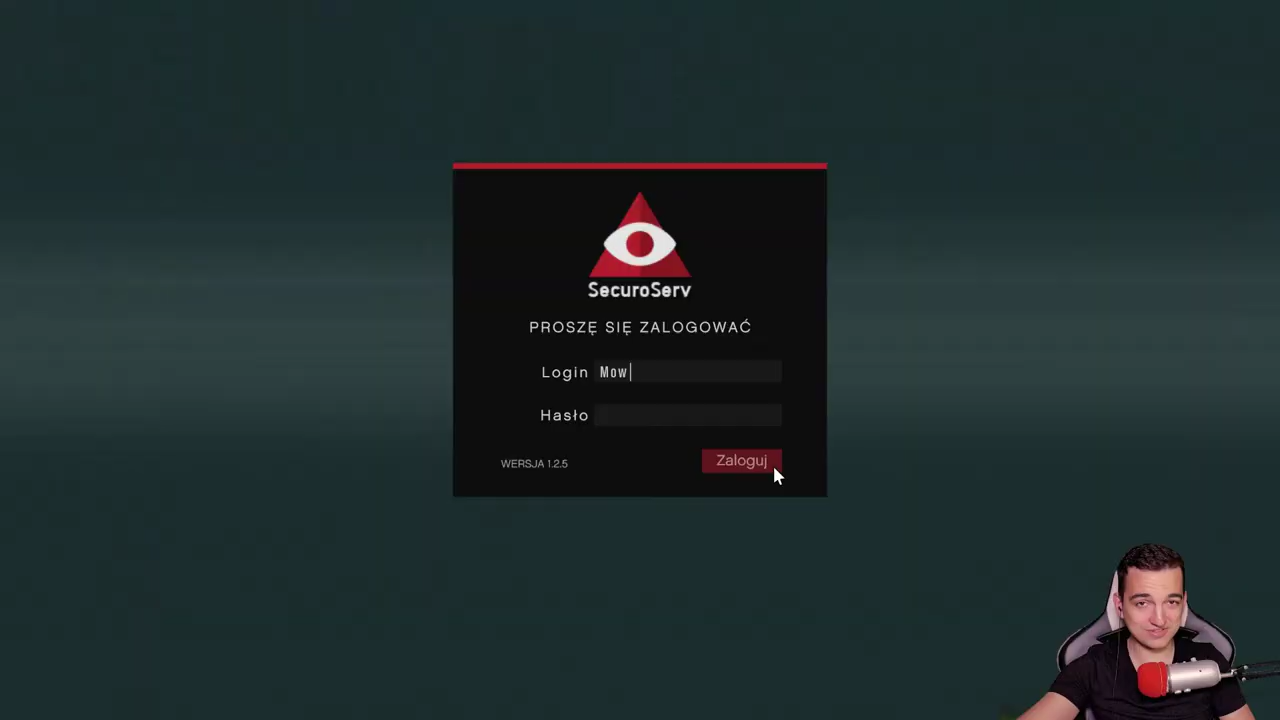 SecuroServ
PROSZĘ SIĘ ZALOGOWAĆ
Login Mow
Hasło
WERSJA 1.2.5 Zaloguj